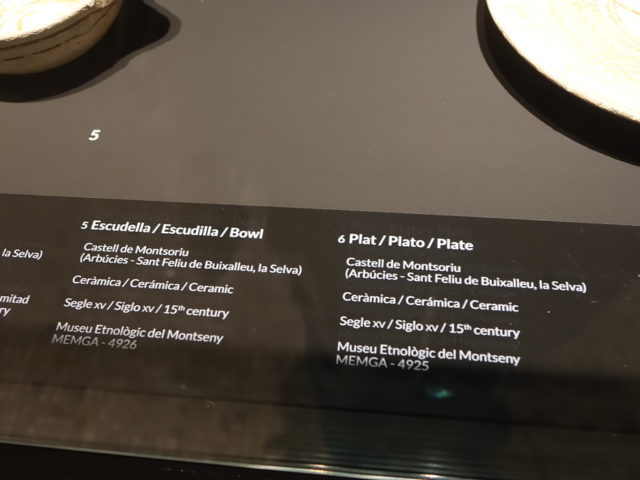 5
la Selva)
mitad
ry
5 Escudella / Escudilla / Bowl
Castell de Montsoriu
(Arbúcies - Sant Feliu de Buixalleu, la Selva)
Ceràmica / Cerámica / Ceramic
Segle XV / Siglo XV / 15th century
Museu Etnològic del Montseny
MEMGA - 4926
6 Plat / Plato / Plate
Castell de Montsoriu
(Arbúcies - Sant Feliu de Buixalleu, la Selva)
Ceràmica / Cerámica / Ceramic
Segle XV / Siglo XV / 15th century
Museu Etnològic del Montseny
MEMGA - 4925